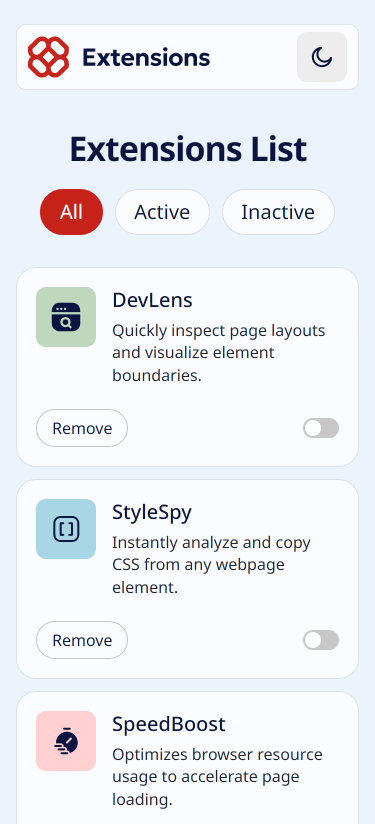 Extensions
Extensions List
All
Active
Inactive
DevLens
Quickly inspect page layouts
and visualize element
boundaries.
Remove
StyleSpy
Instantly analyze and copy
CSS from any webpage
element.
Remove
SpeedBoost
Optimizes browser resource
usage to accelerate page
loading.